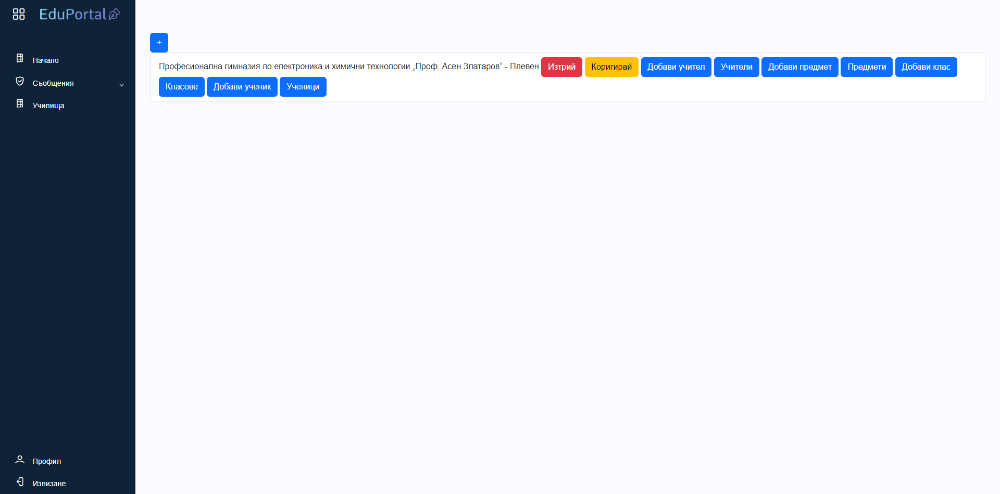 EduPortal
Начало
Съобщения
Училища
Профил
Излизане
+
Професионална гимназия по електроника и химични технологии „Проф. Асен Златаров“ - Плевен Изтрий Коригирай Добави учител Учители Добави предмет Предмети Добави клас
Класове Добави ученик Ученици